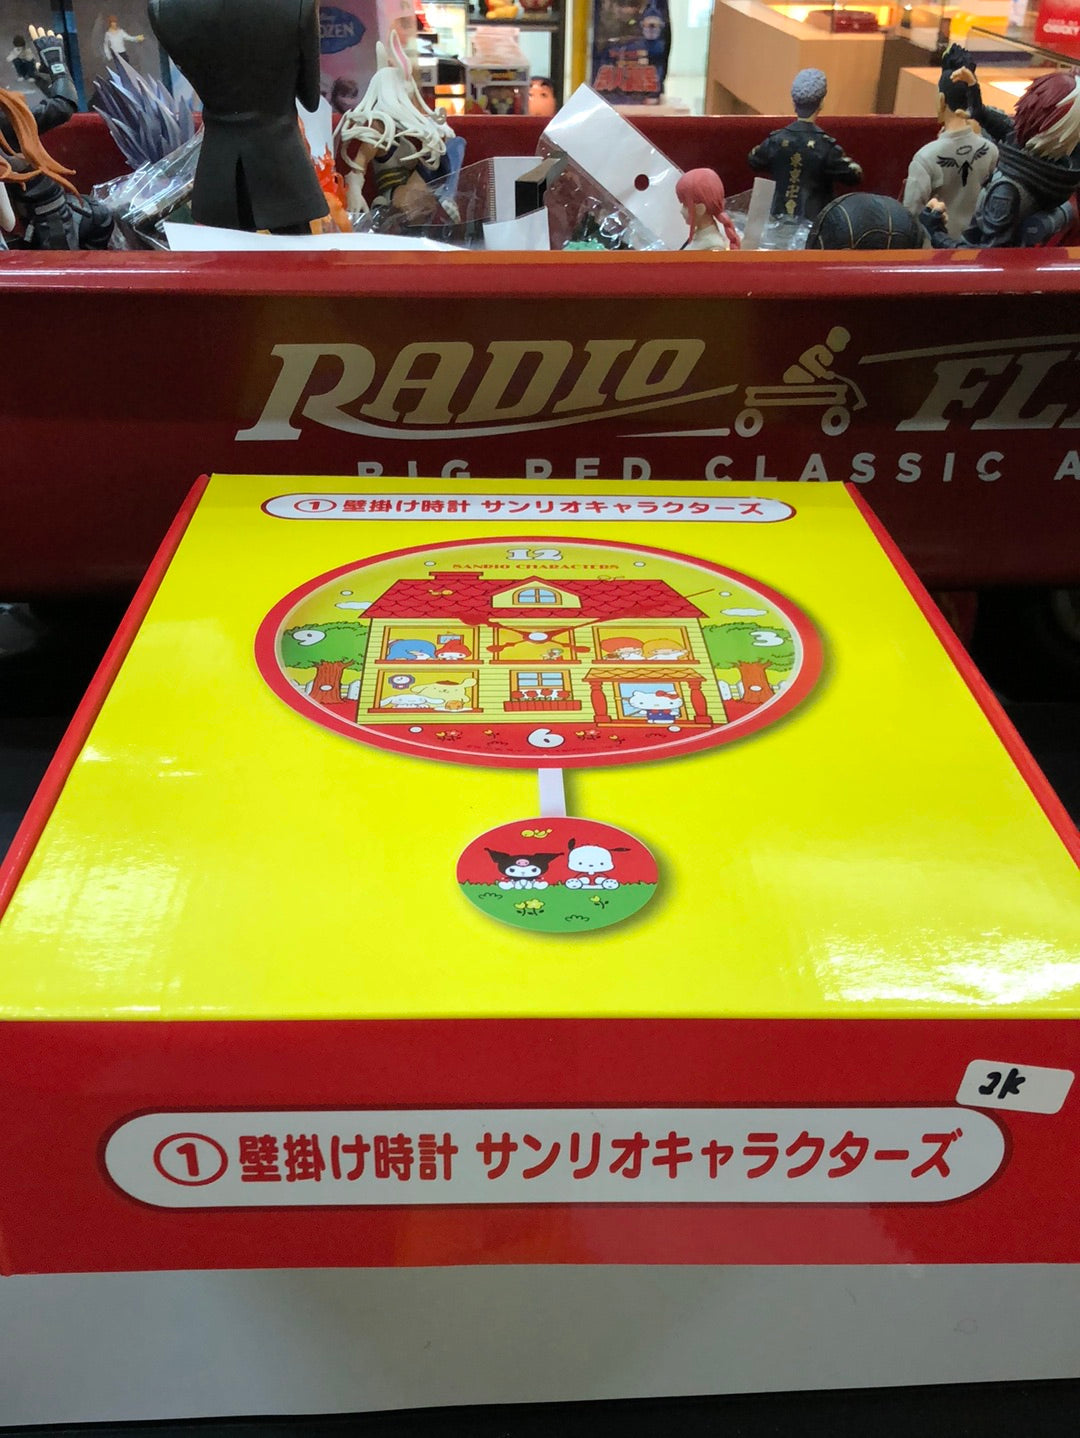 RADIO FL
BIG RED CLASSIC A
① 壁掛け時計 サンリオキャラクターズ
12
SANRIO CHARACTERS
9
3
6
2K
① 壁掛け時計 サンリオキャラクターズ